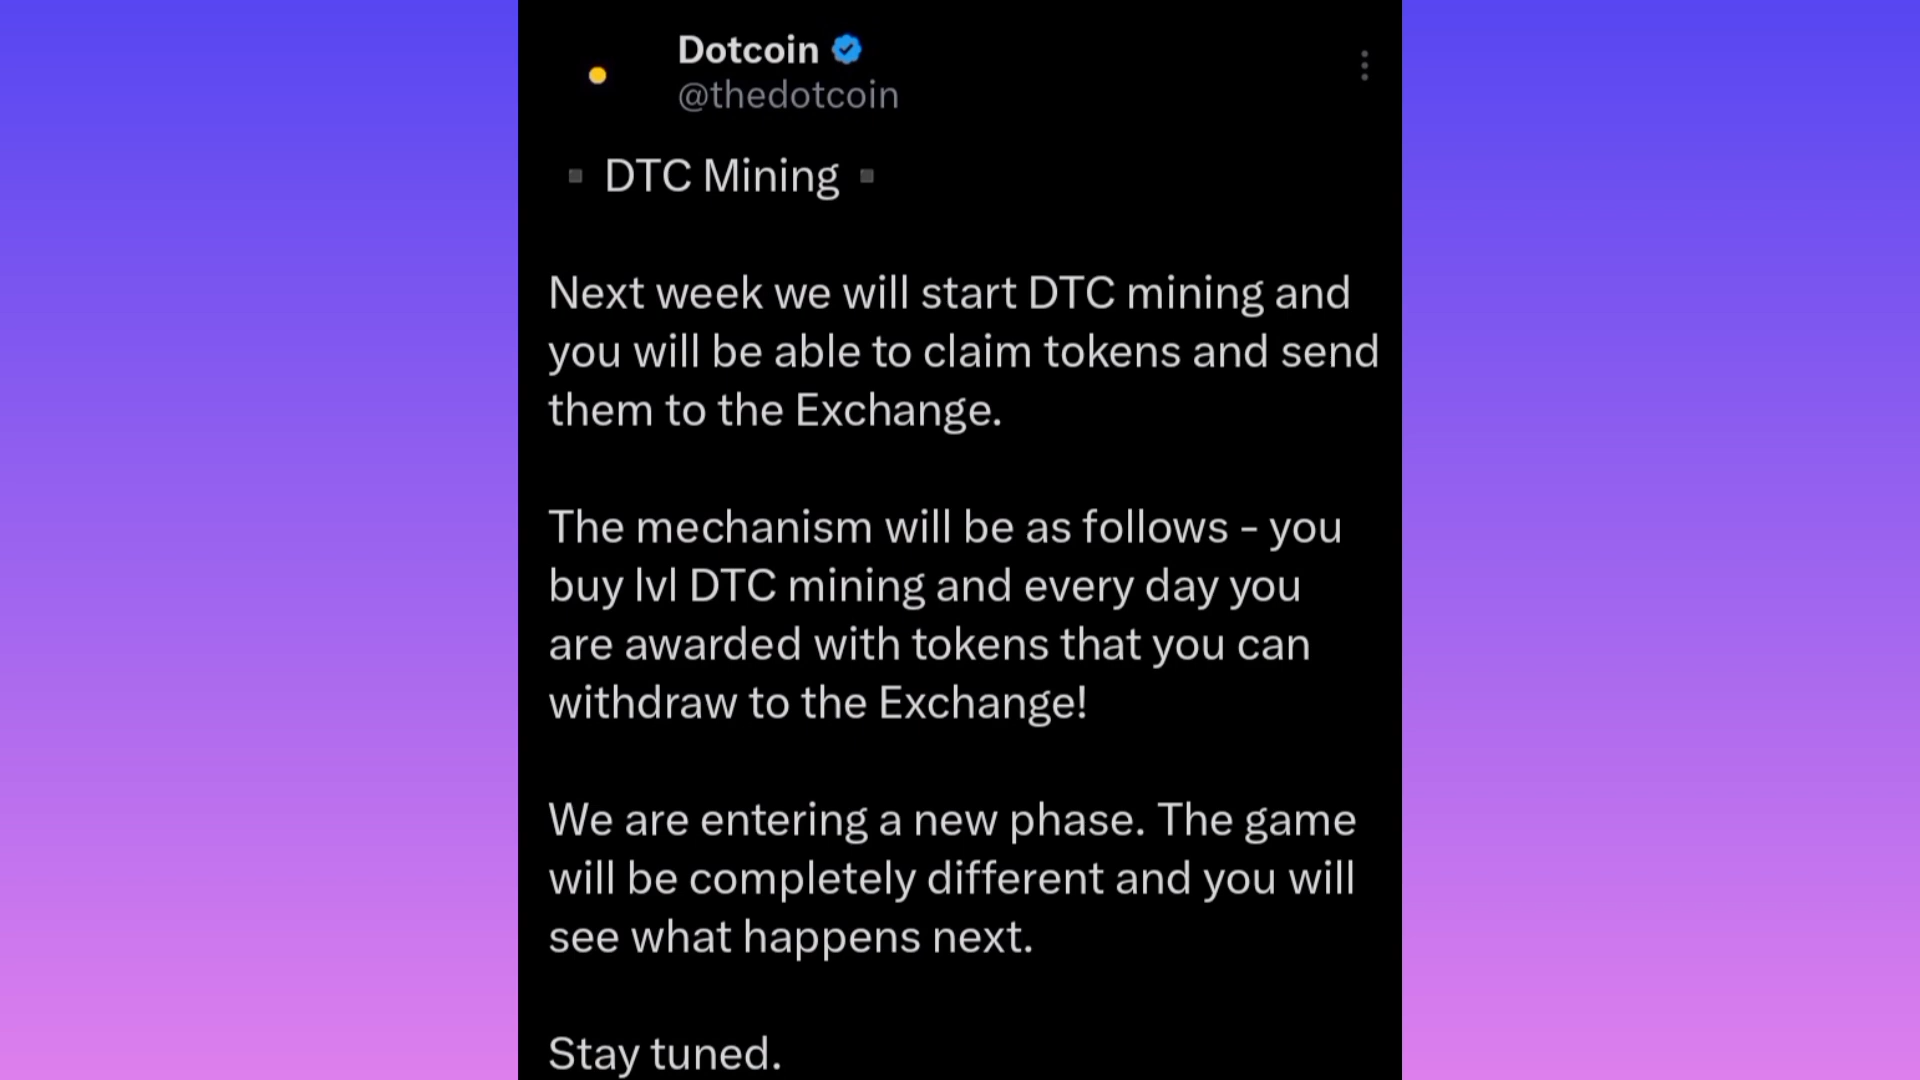 Dotcoin
@thedotcoin
▪ DTC Mining ▪
Next week we will start DTC mining and
you will be able to claim tokens and send
them to the Exchange.
The mechanism will be as follows - you
buy lvl DTC mining and every day you
are awarded with tokens that you can
withdraw to the Exchange!
We are entering a new phase. The game
will be completely different and you will
see what happens next.
Stay tuned.